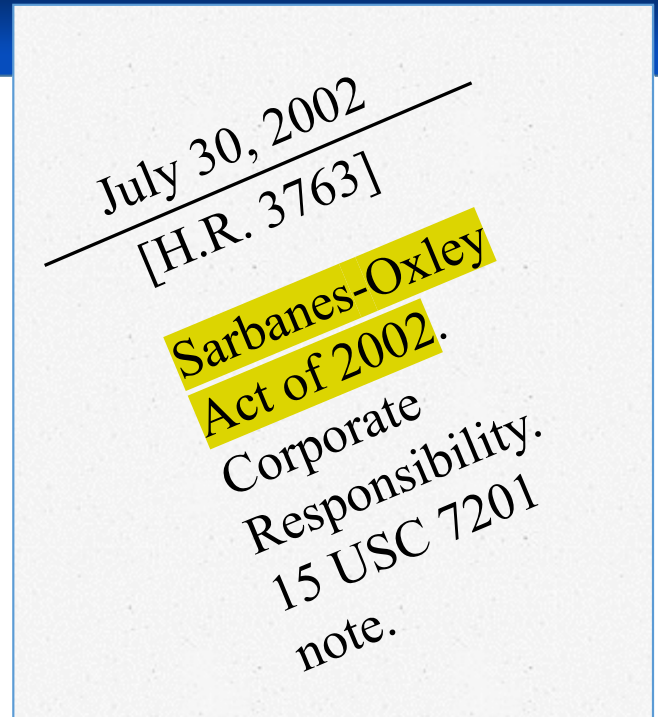 July 30, 2002
[H.R. 3763]
Sarbanes-Oxley
Act of 2002.
Corporate
Responsibility.
15 USC 7201
note.